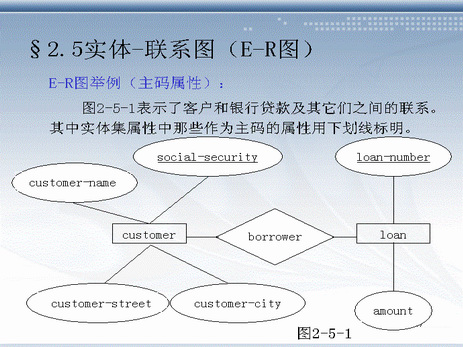 §2.5实体-联系图（E-R图）
E-R图举例（主码属性）：
图2-5-1表示了客户和银行贷款及其它们之间的联系。
其中实体集属性中那些作为主码的属性用下划线标明。
social-security
loan-number
customer-name
customer
borrower
loan
customer-street
customer-city
amount
图2-5-1